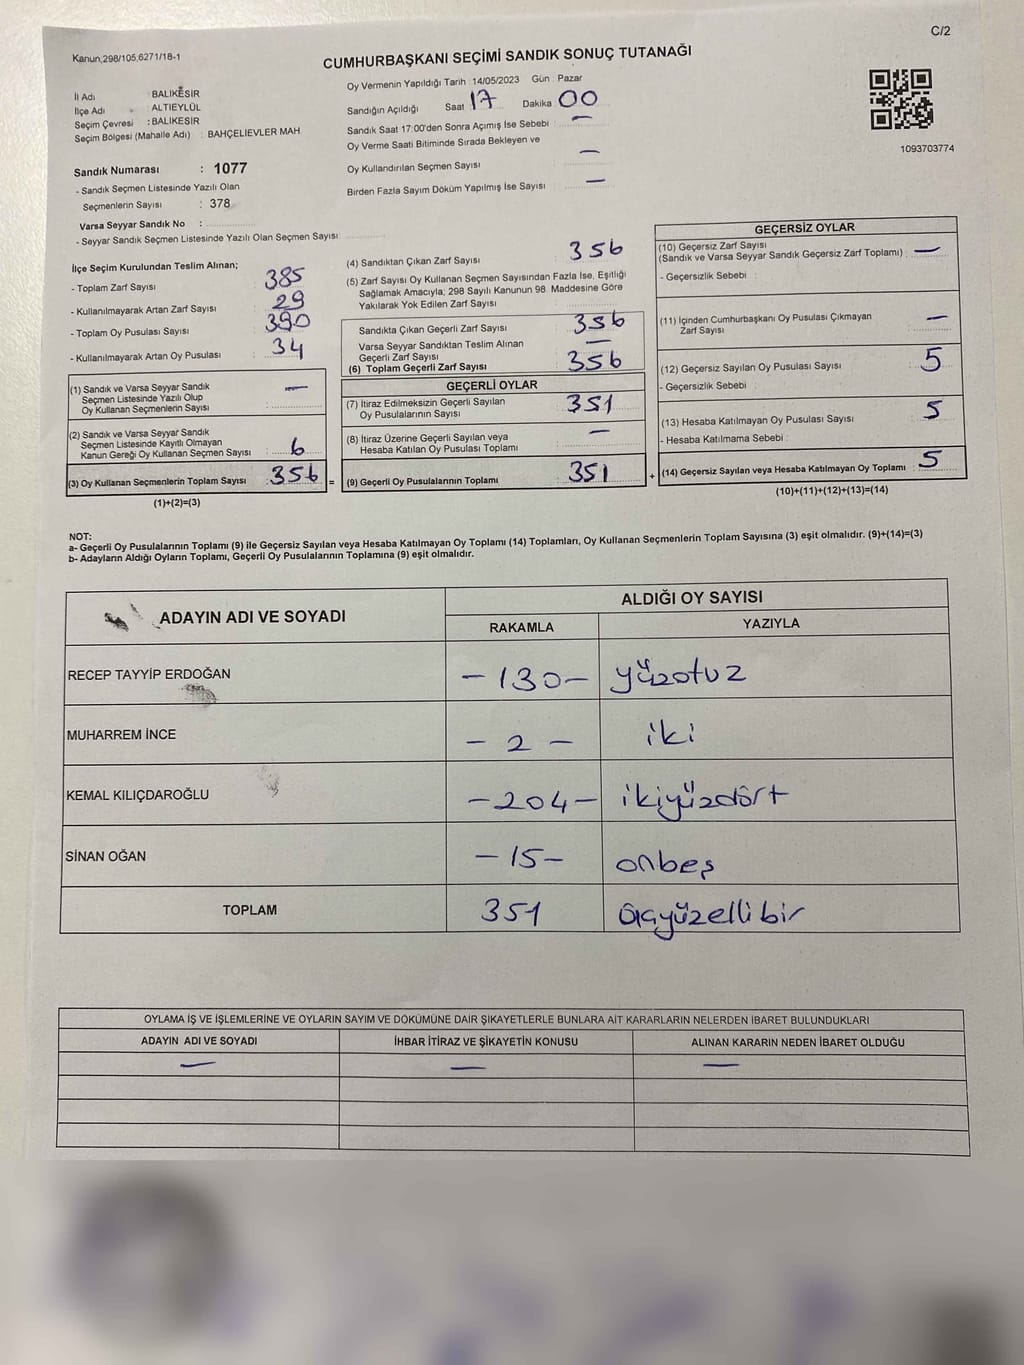 C/2
Kanun;298/105;6271/18-1
CUMHURBAŞKANI SEÇİMİ SANDIK SONUÇ TUTANAĞI
İl Adı : BALIKESİR
İlçe Adı : ALTIEYLÜL
Seçim Çevresi : BALIKESİR
Seçim Bölgesi (Mahalle Adı) : BAHÇELİEVLER MAH.
Sandık Numarası : 1077
- Sandık Seçmen Listesinde Yazılı Olan
Seçmenlerin Sayısı : 378
Varsa Seyyar Sandık No :
- Seyyar Sandık Seçmen Listesinde Yazılı Olan Seçmen Sayısı
Oy Vermenin Yapıldığı Tarih : 14/05/2023 Gün : Pazar
Sandığın Açıldığı Saat 17 Dakika 00
Sandık Saat 17:00'den Sonra Açımış İse Sebebi : —
Oy Verme Saati Bitiminde Sırada Bekleyen ve
Oy Kullandırılan Seçmen Sayısı —
Birden Fazla Sayım Döküm Yapılmış İse Sayısı —
1093703774
İlçe Seçim Kurulundan Teslim Alınan;
- Toplam Zarf Sayısı 385
- Kullanılmayarak Artan Zarf Sayısı 29
- Toplam Oy Pusulası Sayısı 390
- Kullanılmayarak Artan Oy Pusulası 34
(1) Sandık ve Varsa Seyyar Sandık
Seçmen Listesinde Yazılı Olup
Oy Kullanan Seçmenlerin Sayısı —
(2) Sandık ve Varsa Seyyar Sandık
Seçmen Listesinde Kayıtlı Olmayan
Kanun Gereği Oy Kullanan Seçmen Sayısı 6
(3) Oy Kullanan Seçmenlerin Toplam Sayısı 356 =
(1)+(2)=(3)
(4) Sandıktan Çıkan Zarf Sayısı : 356
(5) Zarf Sayısı Oy Kullanan Seçmen Sayısından Fazla İse, Eşitliği
Sağlamak Amacıyla; 298 Sayılı Kanunun 98. Maddesine Göre
Yakılarak Yok Edilen Zarf Sayısı
Sandıkta Çıkan Geçerli Zarf Sayısı 356
Varsa Seyyar Sandıktan Teslim Alınan
Geçerli Zarf Sayısı —
(6) Toplam Geçerli Zarf Sayısı 356
GEÇERLİ OYLAR
(7) İtiraz Edilmeksizin Geçerli Sayılan
Oy Pusulalarının Sayısı 351
(8) İtiraz Üzerine Geçerli Sayılan veya
Hesaba Katılan Oy Pusulası Toplamı —
(9) Geçerli Oy Pusulalarının Toplamı 351 +
GEÇERSİZ OYLAR
(10) Geçersiz Zarf Sayısı
(Sandık ve Varsa Seyyar Sandık Geçersiz Zarf Toplamı) : —
- Geçersizlik Sebebi :
(11) İçinden Cumhurbaşkanı Oy Pusulası Çıkmayan
Zarf Sayısı —
(12) Geçersiz Sayılan Oy Pusulası Sayısı 5
- Geçersizlik Sebebi :
(13) Hesaba Katılmayan Oy Pusulası Sayısı 5
- Hesaba Katılmama Sebebi :
(14) Geçersiz Sayılan veya Hesaba Katılmayan Oy Toplamı 5
(10)+(11)+(12)+(13)=(14)
NOT:
a- Geçerli Oy Pusulalarının Toplamı (9) ile Geçersiz Sayılan veya Hesaba Katılmayan Oy Toplamı (14) Toplamları, Oy Kullanan Seçmenlerin Toplam Sayısına (3) eşit olmalıdır. (9)+(14)=(3)
b- Adayların Aldığı Oyların Toplamı, Geçerli Oy Pusulalarının Toplamına (9) eşit olmalıdır.
ADAYIN ADI VE SOYADI ALDIĞI OY SAYISI
RAKAMLA YAZIYLA
RECEP TAYYİP ERDOĞAN -130- yüzotuz
MUHARREM İNCE - 2 - iki
KEMAL KILIÇDAROĞLU -204- ikiyüzdört
SİNAN OĞAN -15- onbeş
TOPLAM 351 üçyüzellibir
OYLAMA İŞ VE İŞLEMLERİNE VE OYLARIN SAYIM VE DÖKÜMÜNE DAİR ŞİKAYETLERLE BUNLARA AİT KARARLARIN NELERDEN İBARET BULUNDUKLARI
ADAYIN ADI VE SOYADI İHBAR İTİRAZ VE ŞİKAYETİN KONUSU ALINAN KARARIN NEDEN İBARET OLDUĞU
— — —